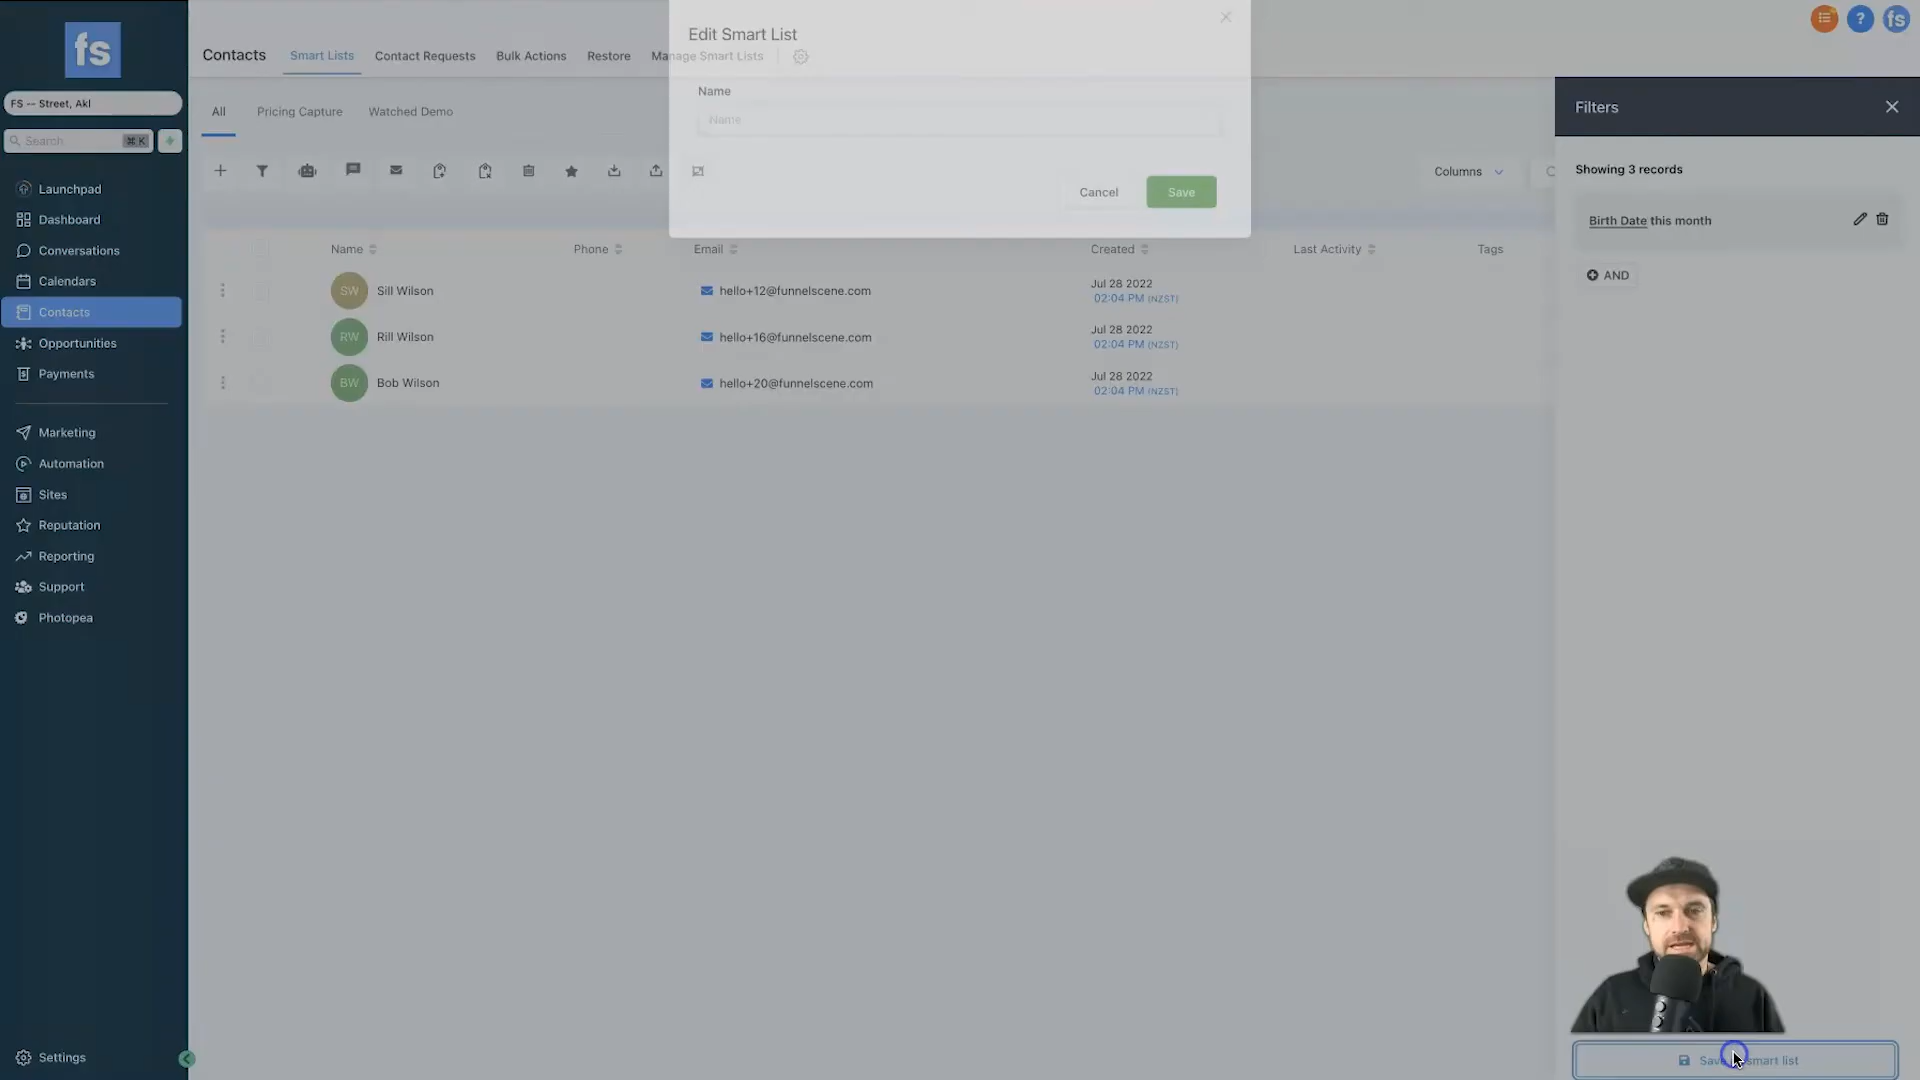 fs
FS -- Street, Akl
Search
⌘ K
Launchpad
Dashboard
Conversations
Calendars
Contacts
Opportunities
Payments
Marketing
Automation
Sites
Reputation
Reporting
Support
Photopea
Settings
Contacts
Smart Lists
Contact Requests
Bulk Actions
Restore
Manage Smart Lists
All
Pricing Capture
Watched Demo
Columns
Edit Smart List
Name
Name
Cancel
Save
Name
Phone
Email
Created
Last Activity
Tags
SW
Sill Wilson
hello+12@funnelscene.com
Jul 28 2022
02:04 PM (NZST)
RW
Rill Wilson
hello+16@funnelscene.com
Jul 28 2022
02:04 PM (NZST)
BW
Bob Wilson
hello+20@funnelscene.com
Jul 28 2022
02:04 PM (NZST)
?
fs
Filters
Showing 3 records
Birth Date this month
AND
smart list